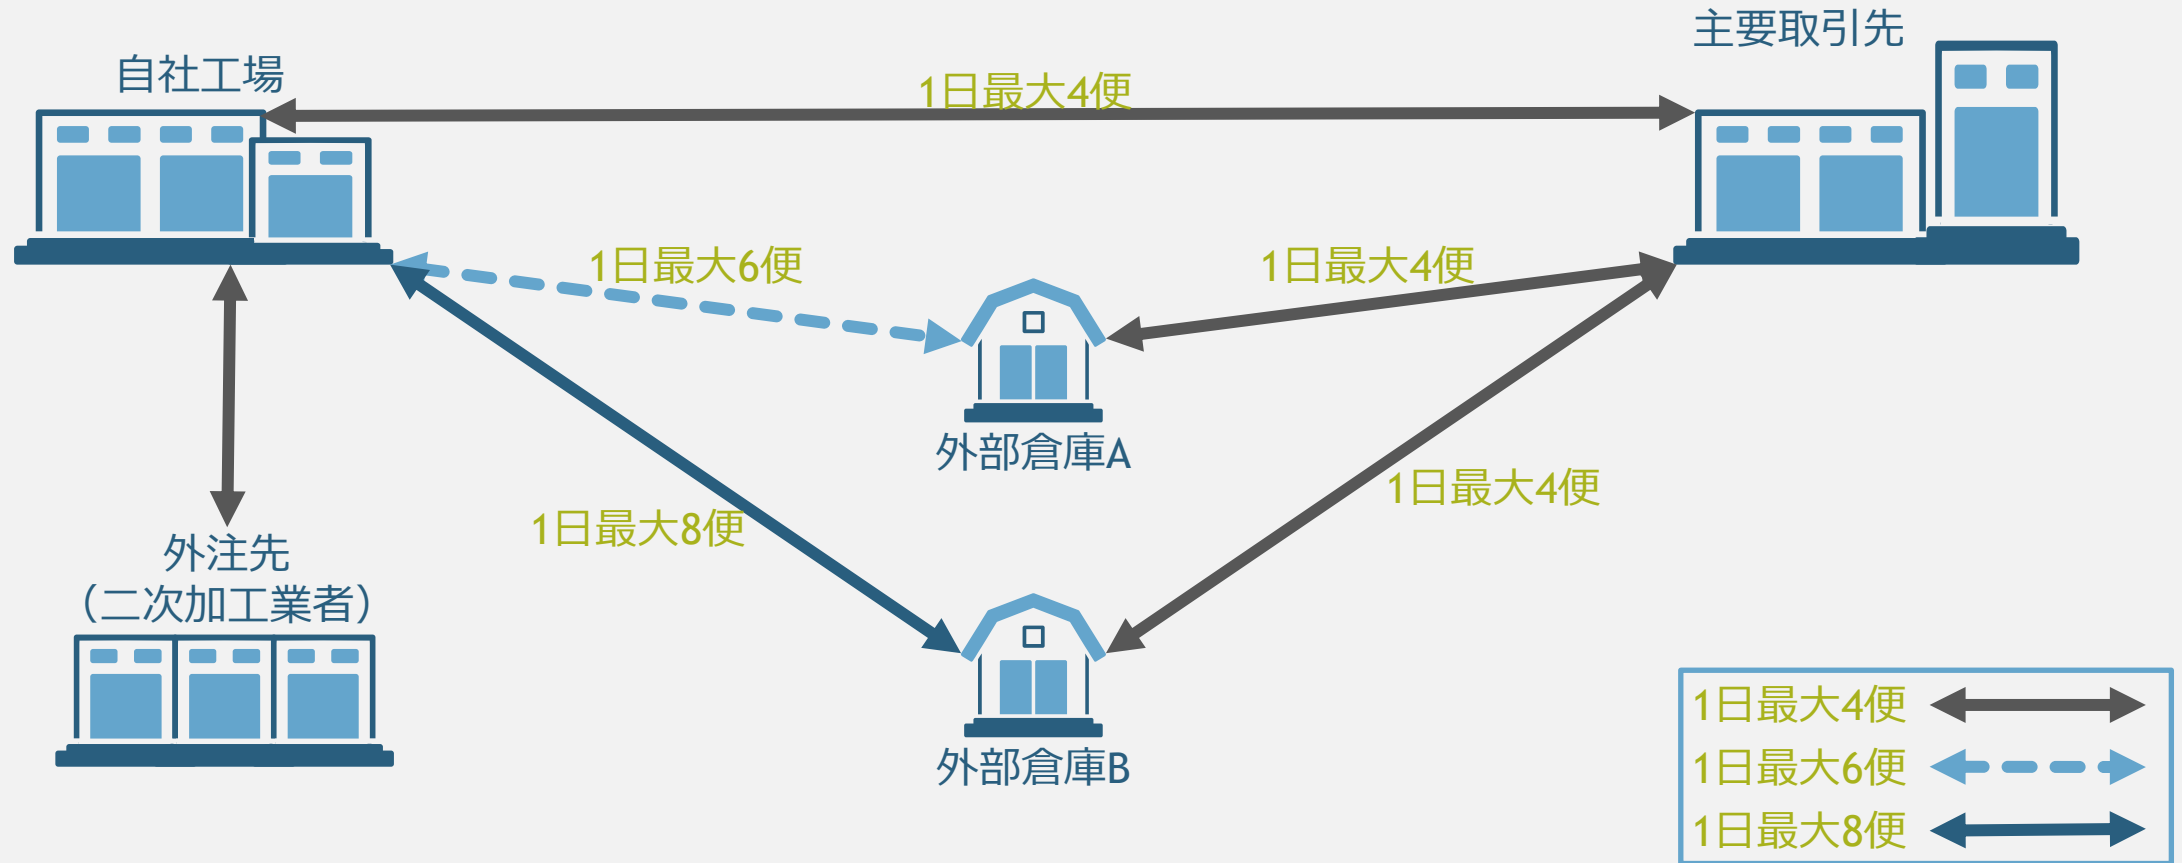 主要取引先
自社工場
1日最大4便
1日最大6便
1日最大4便
外部倉庫A
1日最大4便
1日最大8便
外注先
（二次加工業者）
外部倉庫B
1日最大4便
1日最大6便
1日最大8便